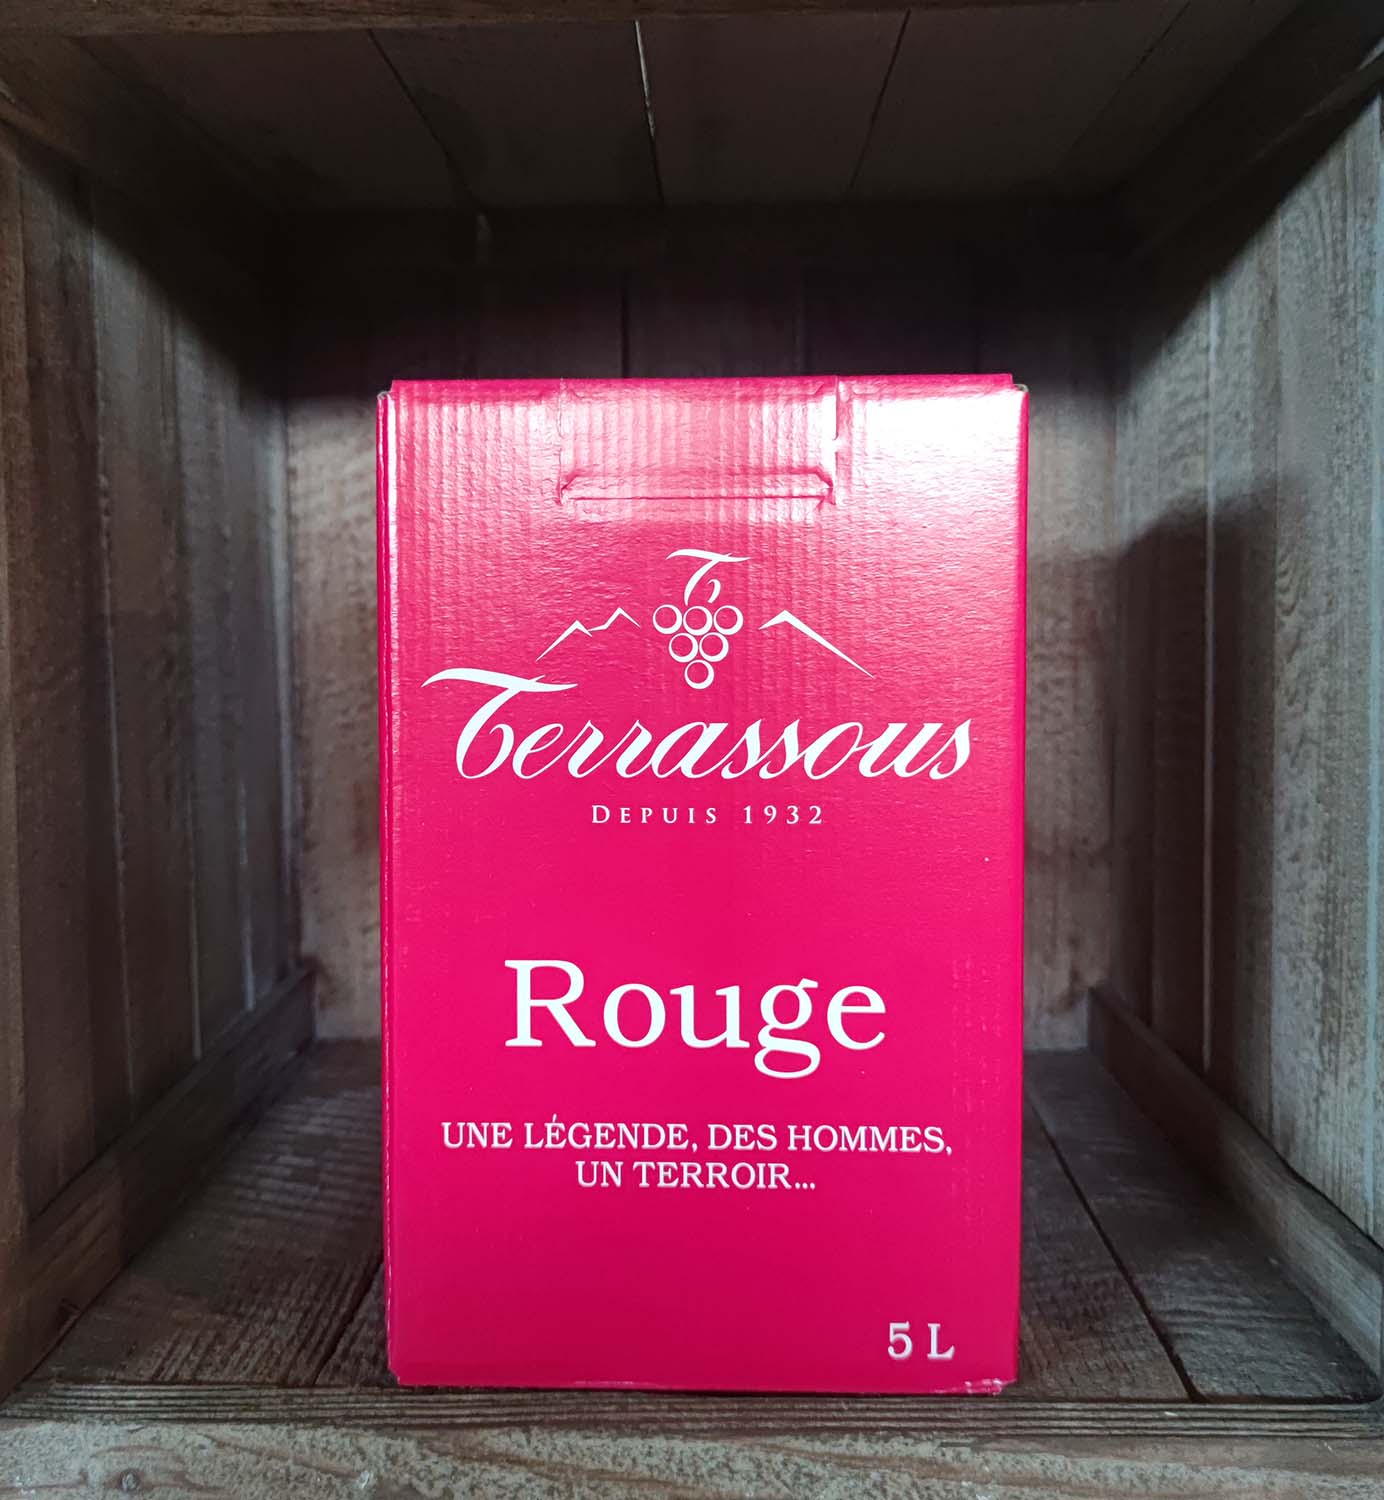 Terrassous
DEPUIS 1932
Rouge
UNE LÉGENDE, DES HOMMES,
UN TERROIR...
5 L